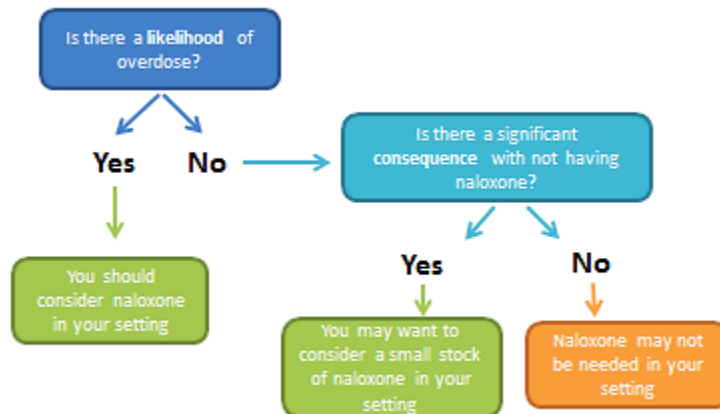 Is there a likelihood of
overdose?
Yes
No
Is there a significant
consequence with not having
naloxone?
You should
consider naloxone
in your setting
Yes
No
You may want to
consider a small stock
of naloxone in your
setting
Naloxone may not
be needed in your
setting